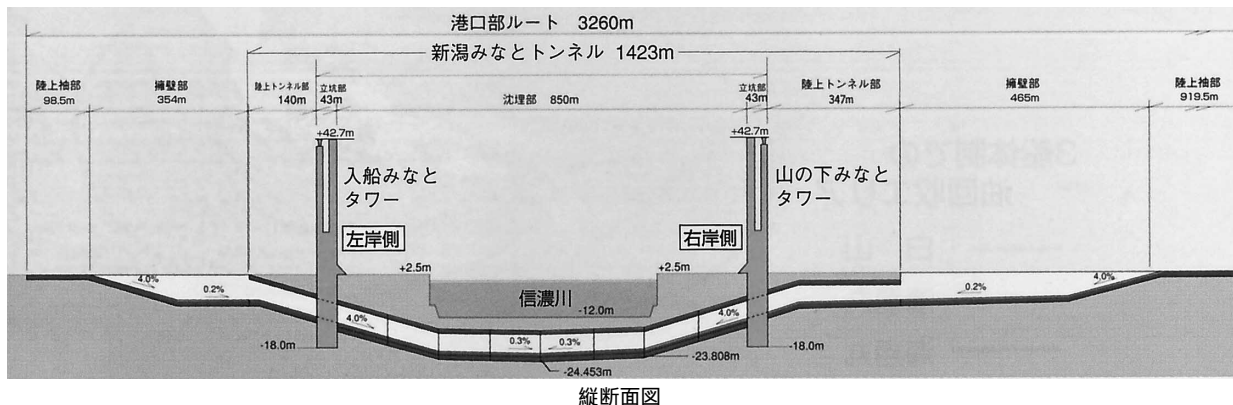 港口部ルート 3260m
新潟みなとトンネル 1423m
陸上袖部
98.5m
擁壁部
354m
陸上トンネル部
140m
立坑部
43m
沈埋部 850m
立坑部
43m
陸上トンネル部
347m
擁壁部
465m
陸上袖部
919.5m
+42.7m
+42.7m
入船みなと
タワー
山の下みなと
タワー
左岸側
右岸側
+2.5m
+2.5m
信濃川
-12.0m
4.0%
0.2%
4.0%
0.3%
0.3%
4.0%
0.2%
4.0%
-18.0m
-18.0m
-23.808m
-24.453m
縦断面図